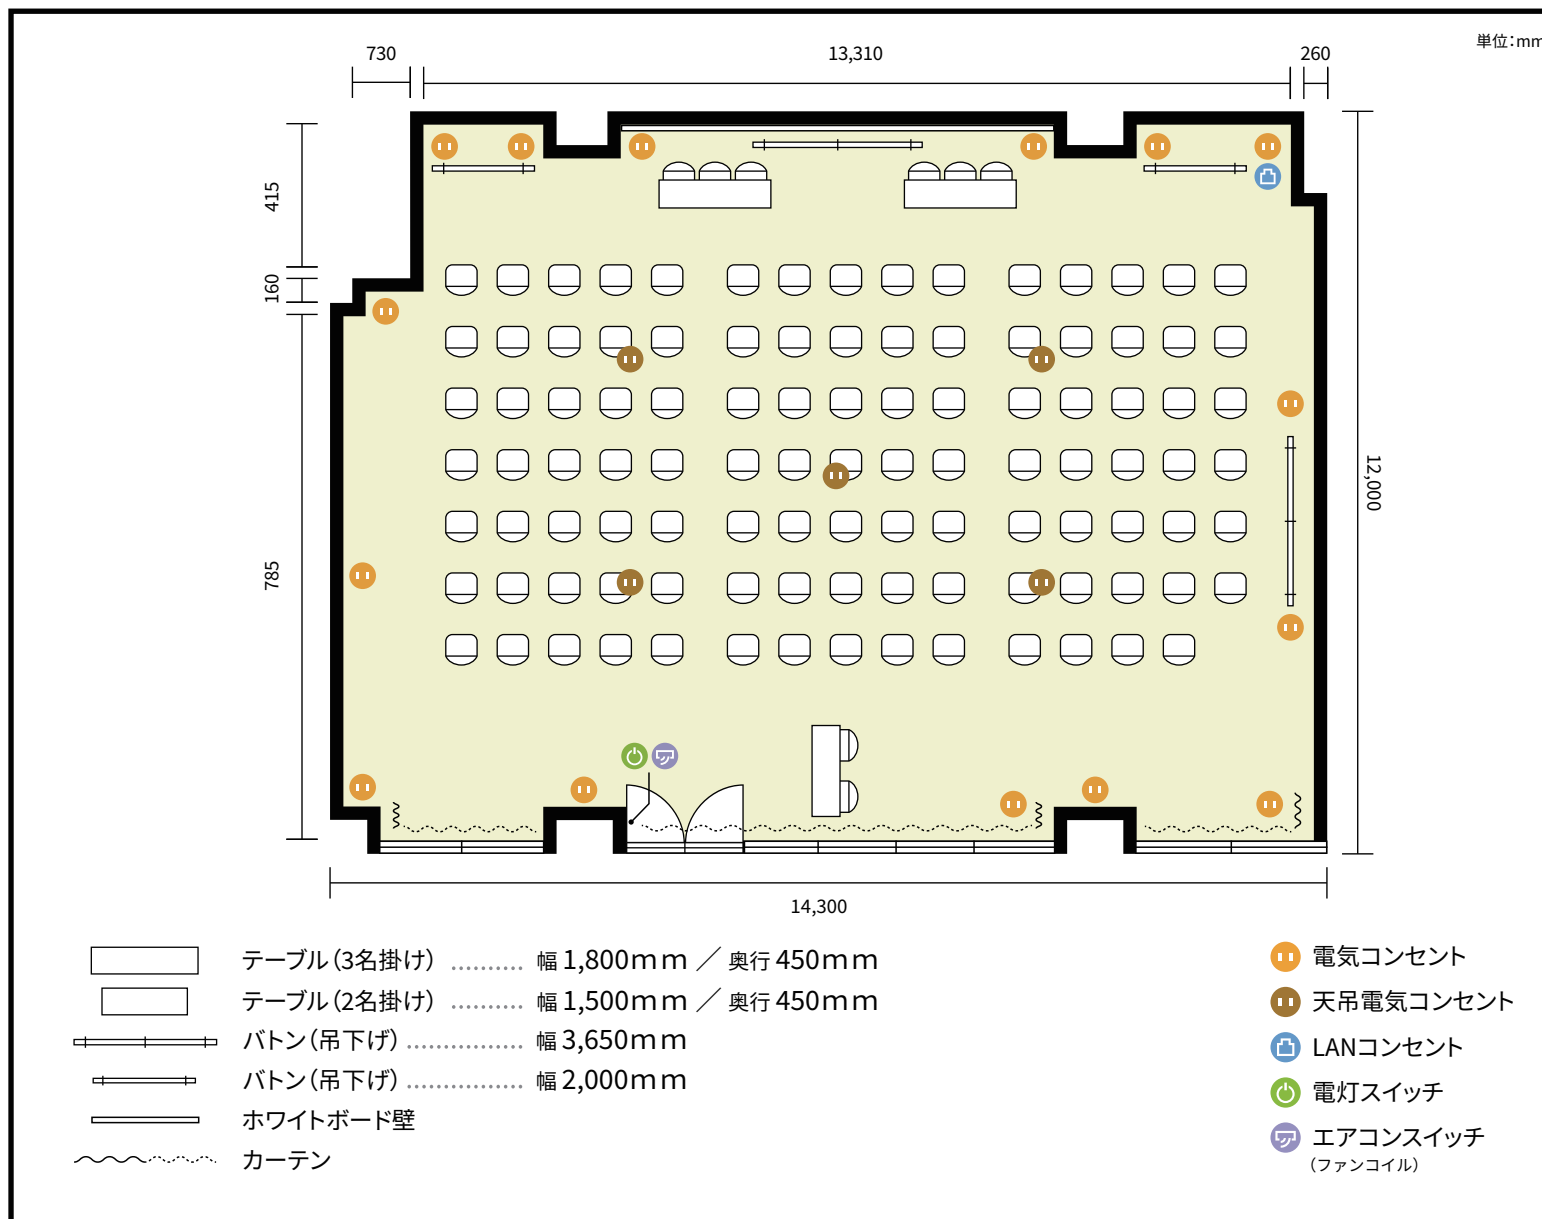 単位：mm
730
13,310
260
415
160
785
12,000
14,300
テーブル（3名掛け） .......... 幅 1,800mm ／ 奥行 450mm
テーブル（2名掛け） .......... 幅 1,500mm ／ 奥行 450mm
バトン（吊下げ） ................ 幅 3,650mm
バトン（吊下げ） ................ 幅 2,000mm
ホワイトボード壁
カーテン
電気コンセント
天吊電気コンセント
LANコンセント
電灯スイッチ
エアコンスイッチ
（ファンコイル）